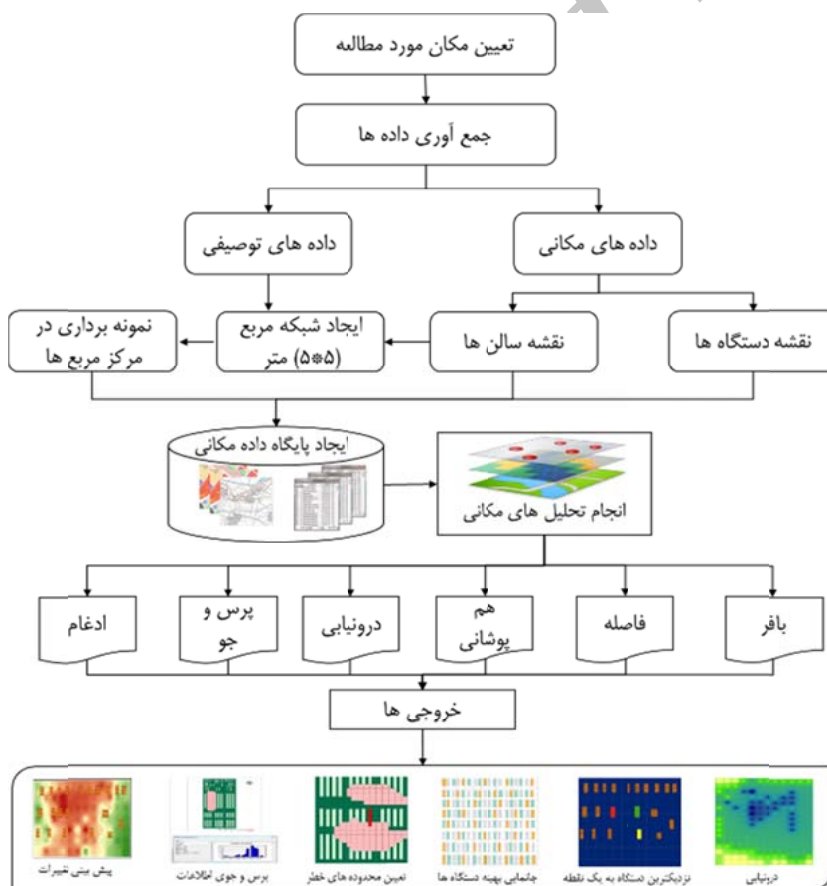 تعیین مکان مورد مطالبه
جمع آوری داده ها
داده های مکانی
داده های توصیفی
نقشه دستگاه ها
نقشه سالن ها
ایجاد شبکه مربع
(۵*۵) متر
نمونه برداری در
مرکز مربع ها
ایجاد پایگاه داده مکانی
انجام تحلیل های مکانی
بافر
فاصله
هم
پوشانی
درونیابی
پرس و
جو
ادغام
خروجی ها
درونیابی
نزدیکترین دستگاه به یک نقطه
جانمایی بهینه دستگاه ها
تعیین محدوده های خطر
پرس و جوی اطلاعات
پیش بینی تغییرات